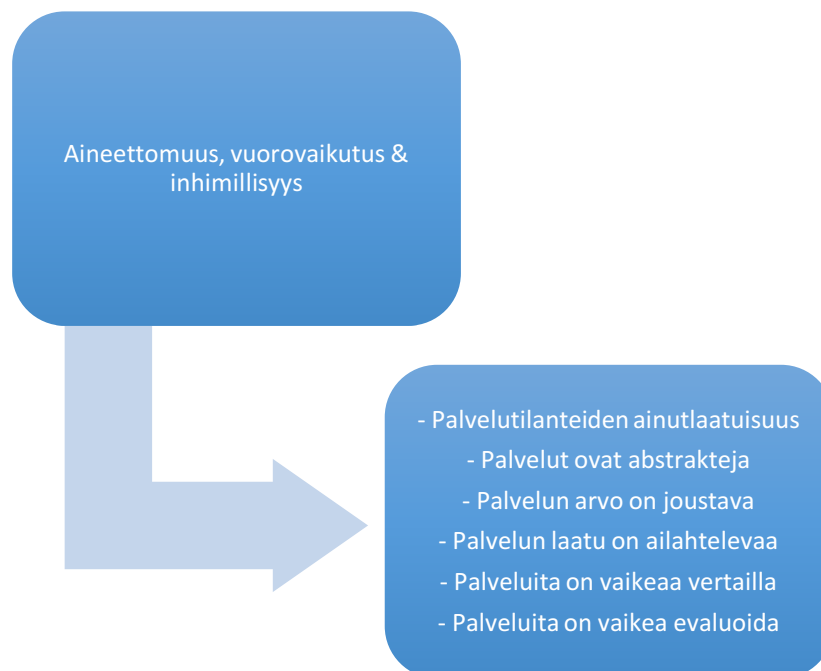 Aineettomuus, vuorovaikutus &
inhimillisyys
- Palvelutilanteiden ainutlaatuisuus
- Palvelut ovat abstrakteja
- Palvelun arvo on joustava
- Palvelun laatu on ailahtelevaa
- Palveluita on vaikeaa vertailla
- Palveluita on vaikea evaluoida